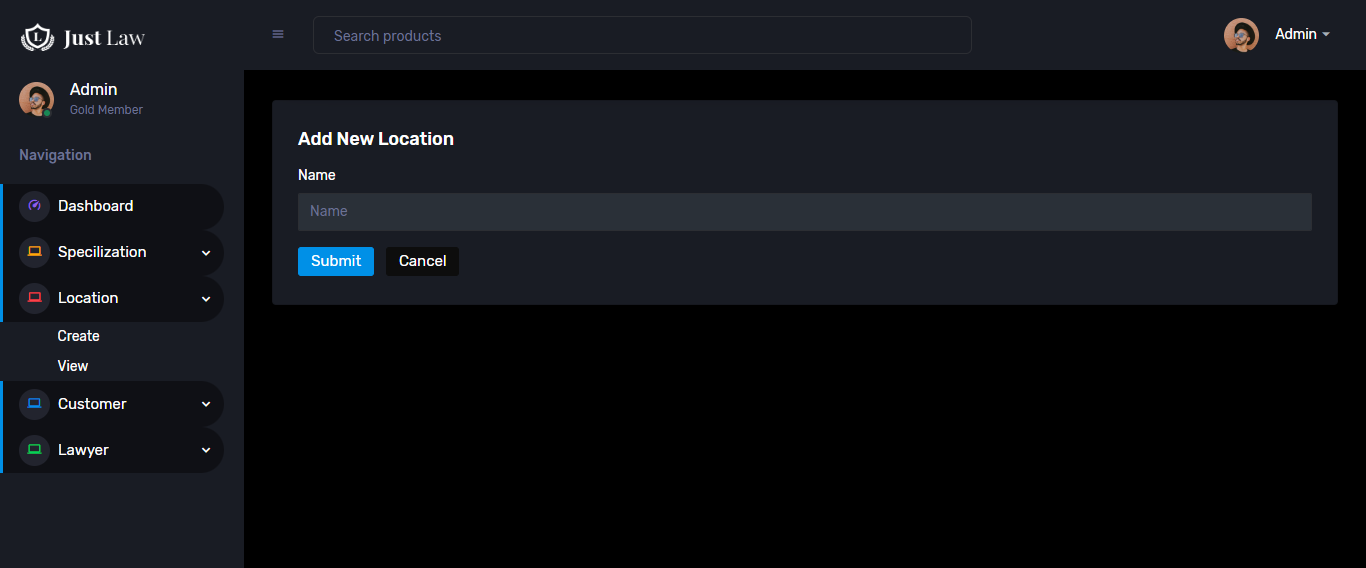 L
Just Law
Search products
Admin
Admin
Gold Member
Navigation
Dashboard
Specilization
Location
Create
View
Customer
Lawyer
Add New Location
Name
Name
Submit
Cancel